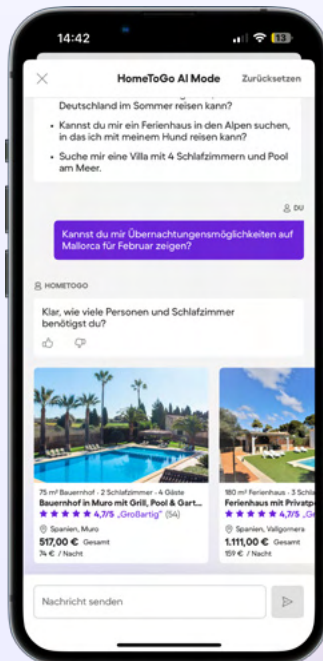 14:42
13
HomeToGo AI Mode
Zurücksetzen
Deutschland im Sommer reisen kann?
• Kannst du mir ein Ferienhaus in den Alpen suchen,
in das ich mit meinem Hund reisen kann?
• Suche mir eine Villa mit 4 Schlafzimmern und Pool
am Meer.
DU
Kannst du mir Übernachtungensmöglichkeiten auf
Mallorca für Februar zeigen?
HOMETOGO
Klar, wie viele Personen und Schlafzimmer
benötigst du?
75 m² Bauernhof · 2 Schlafzimmer · 4 Gäste
Bauernhof in Muro mit Grill, Pool & Gart...
4,7/5 „Großartig" (54)
Spanien, Muro
517,00 € Gesamt
74 € / Nacht
180 m² Ferienhaus · 3 Schla
Ferienhaus mit Privatp
4,7/5 „G
Spanien, Vallgornera
1.111,00 € Gesamt
159 € / Nacht
Nachricht senden